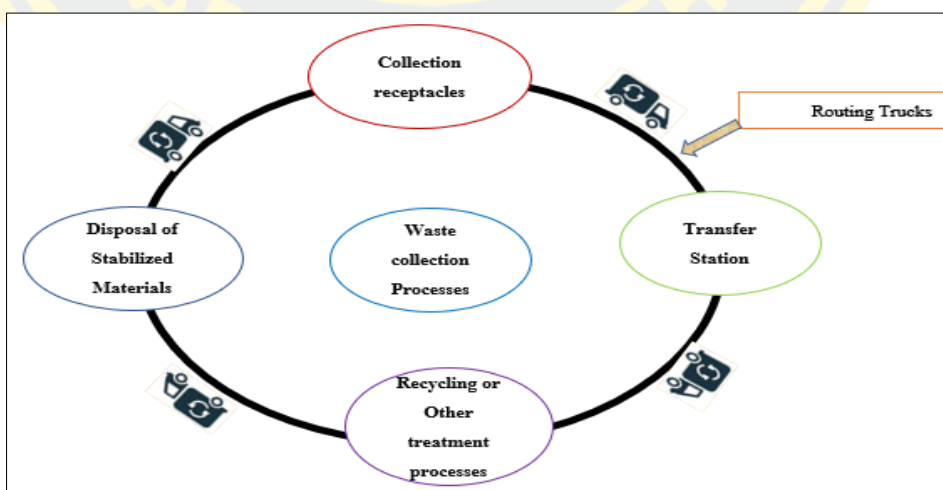 Collection
receptacles
Routing Trucks
Disposal of
Stabilized
Materials
Waste
collection
Processes
Transfer
Station
Recycling or
Other
treatment
processes